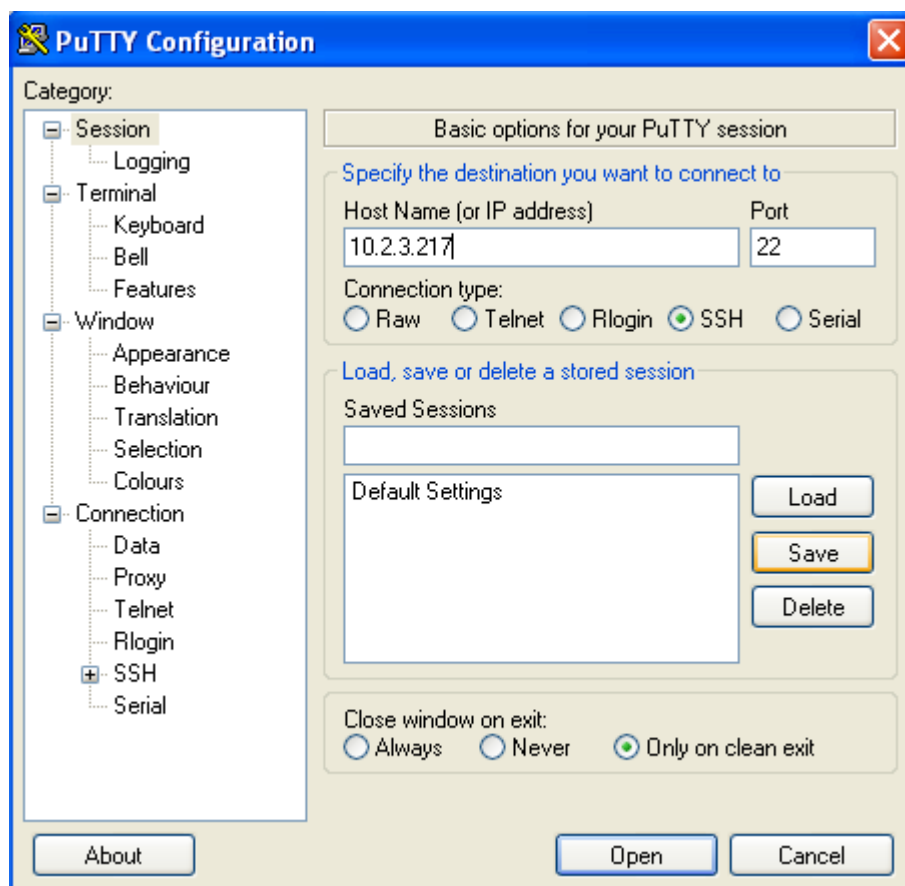 PuTTY Configuration
Category:
Session
Logging
Terminal
Keyboard
Bell
Features
Window
Appearance
Behaviour
Translation
Selection
Colours
Connection
Data
Proxy
Telnet
Rlogin
SSH
Serial
Basic options for your PuTTY session
Specify the destination you want to connect to
Host Name (or IP address) Port
10.2.3.217 22
Connection type:
Raw Telnet Rlogin SSH Serial
Load, save or delete a stored session
Saved Sessions
Default Settings
Load
Save
Delete
Close window on exit:
Always Never Only on clean exit
About Open Cancel